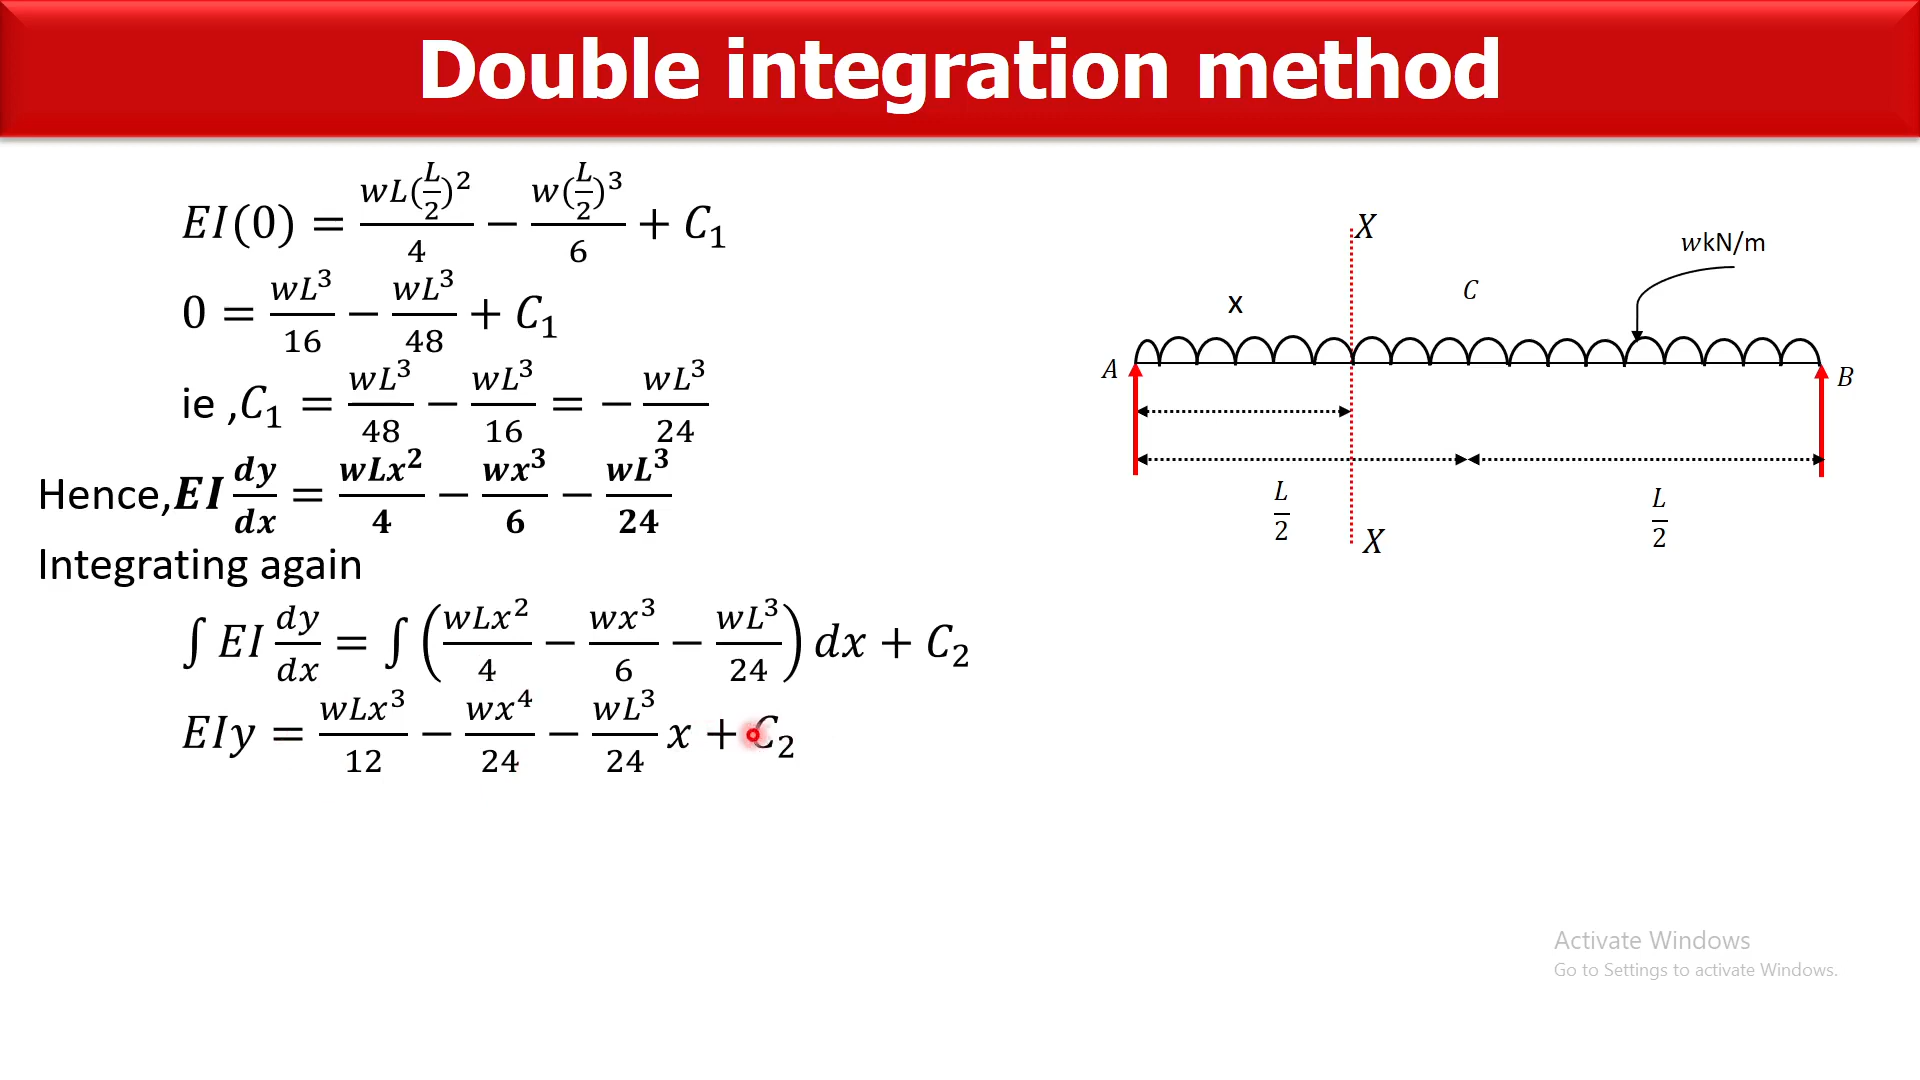 Double integration method
EI(0) = wL(L/2)²/4 − w(L/2)³/6 + C₁
0 = wL³/16 − wL³/48 + C₁
ie ,C₁ = wL³/48 − wL³/16 = − wL³/24
Hence,EI dy/dx = wLx²/4 − wx³/6 − wL³/24
Integrating again
∫ EI dy/dx = ∫ (wLx²/4 − wx³/6 − wL³/24) dx + C₂
EIy = wLx³/12 − wx⁴/24 − wL³/24 x + C₂
X
wkN/m
C
x
A
B
L/2
L/2
X
Activate Windows
Go to Settings to activate Windows.